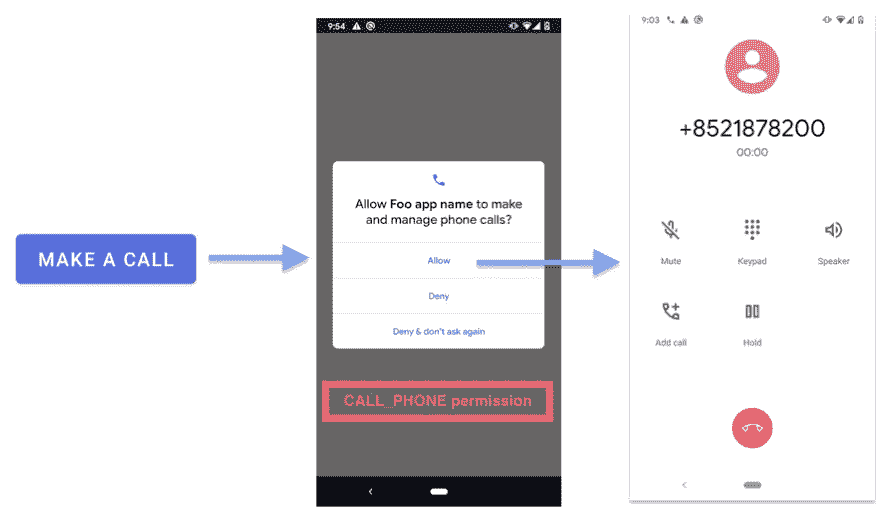 MAKE A CALL
9:54
Allow Foo app name to make
and manage phone calls?
Allow
Deny
Deny & don't ask again
CALL_PHONE permission
9:03
+8521878200
00:00
Mute
Keypad
Speaker
Add call
Hold